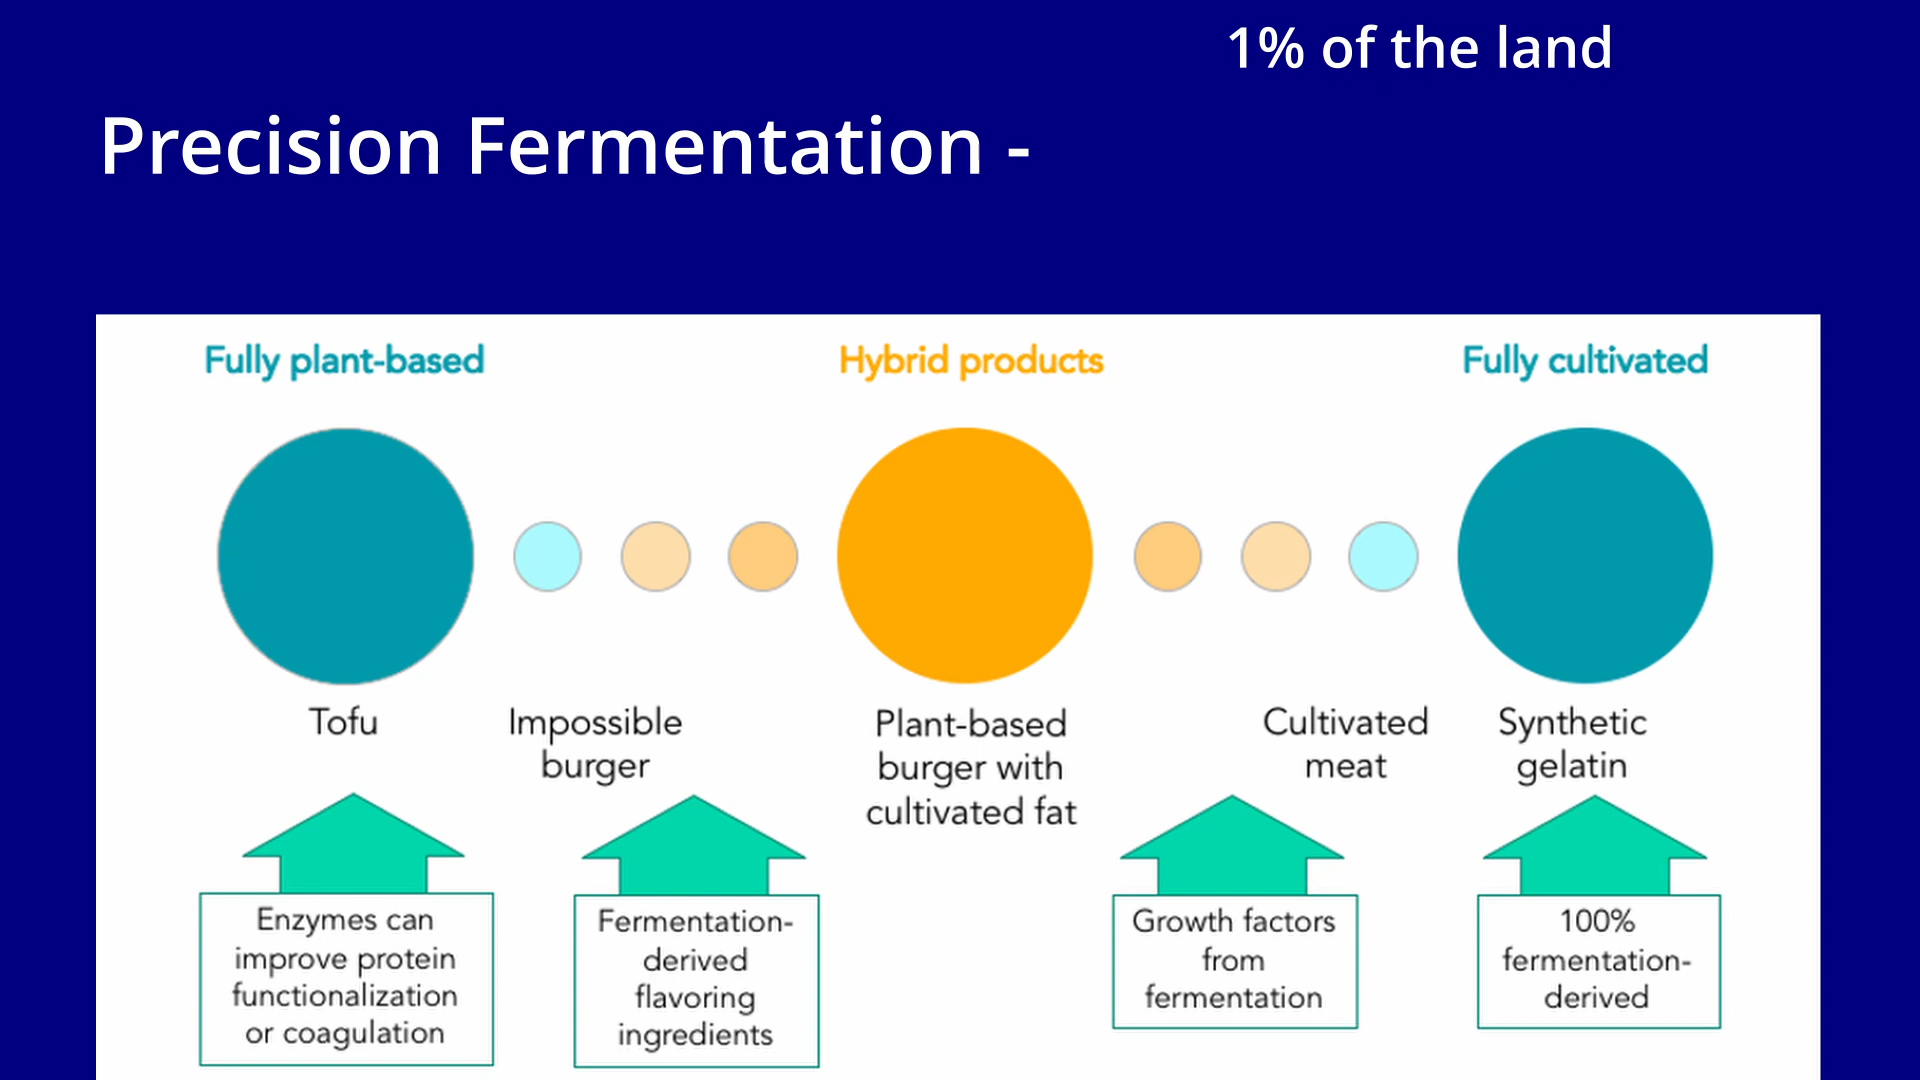 1% of the land
Precision Fermentation -
Fully plant-based
Hybrid products
Fully cultivated
Tofu
Impossible
burger
Plant-based
burger with
cultivated fat
Cultivated
meat
Synthetic
gelatin
Enzymes can
improve protein
functionalization
or coagulation
Fermentation-
derived
flavoring
ingredients
Growth factors
from
fermentation
100%
fermentation-
derived